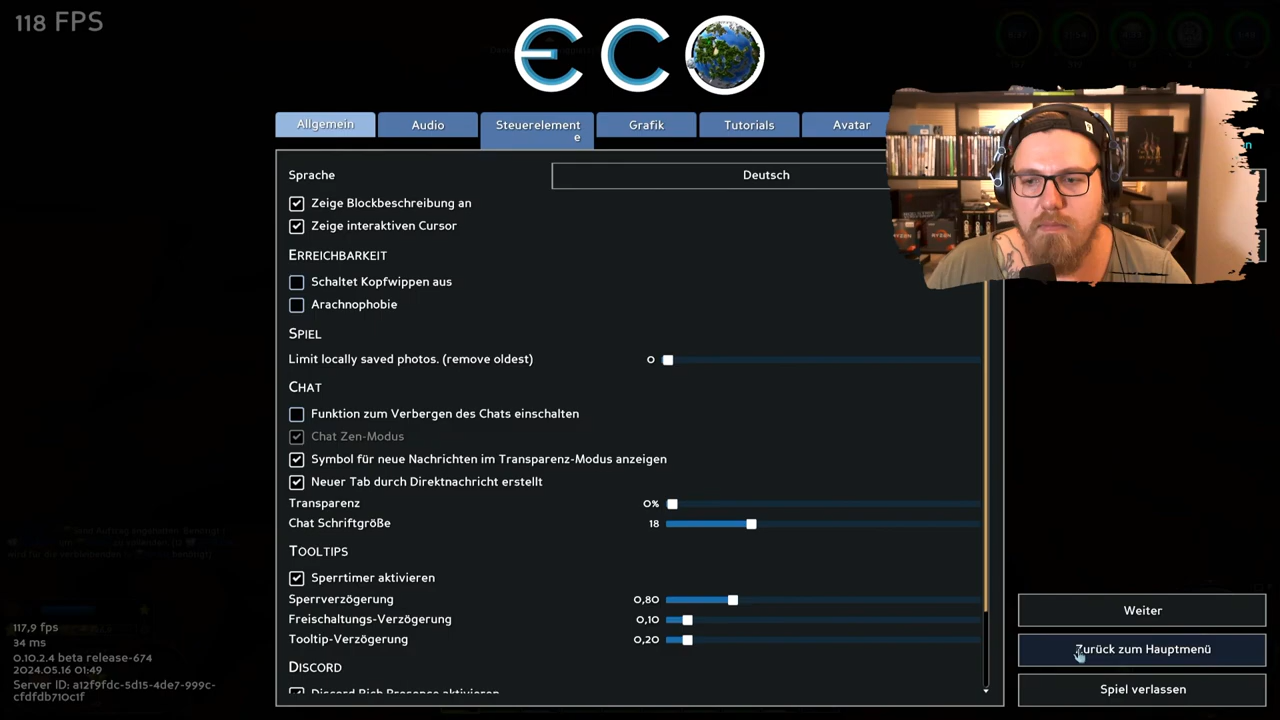 118 FPS
ECO
Allgemein
Audio
Steuerelement
e
Grafik
Tutorials
Avatar
Sprache
Deutsch
Zeige Blockbeschreibung an
Zeige interaktiven Cursor
ERREICHBARKEIT
Schaltet Kopfwippen aus
Arachnophobie
SPIEL
Limit locally saved photos. (remove oldest)
0
CHAT
Funktion zum Verbergen des Chats einschalten
Chat Zen-Modus
Symbol für neue Nachrichten im Transparenz-Modus anzeigen
Neuer Tab durch Direktnachricht erstellt
Transparenz
0%
Chat Schriftgröße
18
TOOLTIPS
Sperrtimer aktivieren
Sperrverzögerung
0,80
Freischaltungs-Verzögerung
0,10
Tooltip-Verzögerung
0,20
DISCORD
Discord Rich Presence aktivieren
Weiter
Zurück zum Hauptmenü
Spiel verlassen
117,9 fps
34 ms
0.10.2.4 beta release-674
2024.05.16 01:49
Server ID: a12f9fdc-5d15-4de7-999c-
cfdfdb710c1f